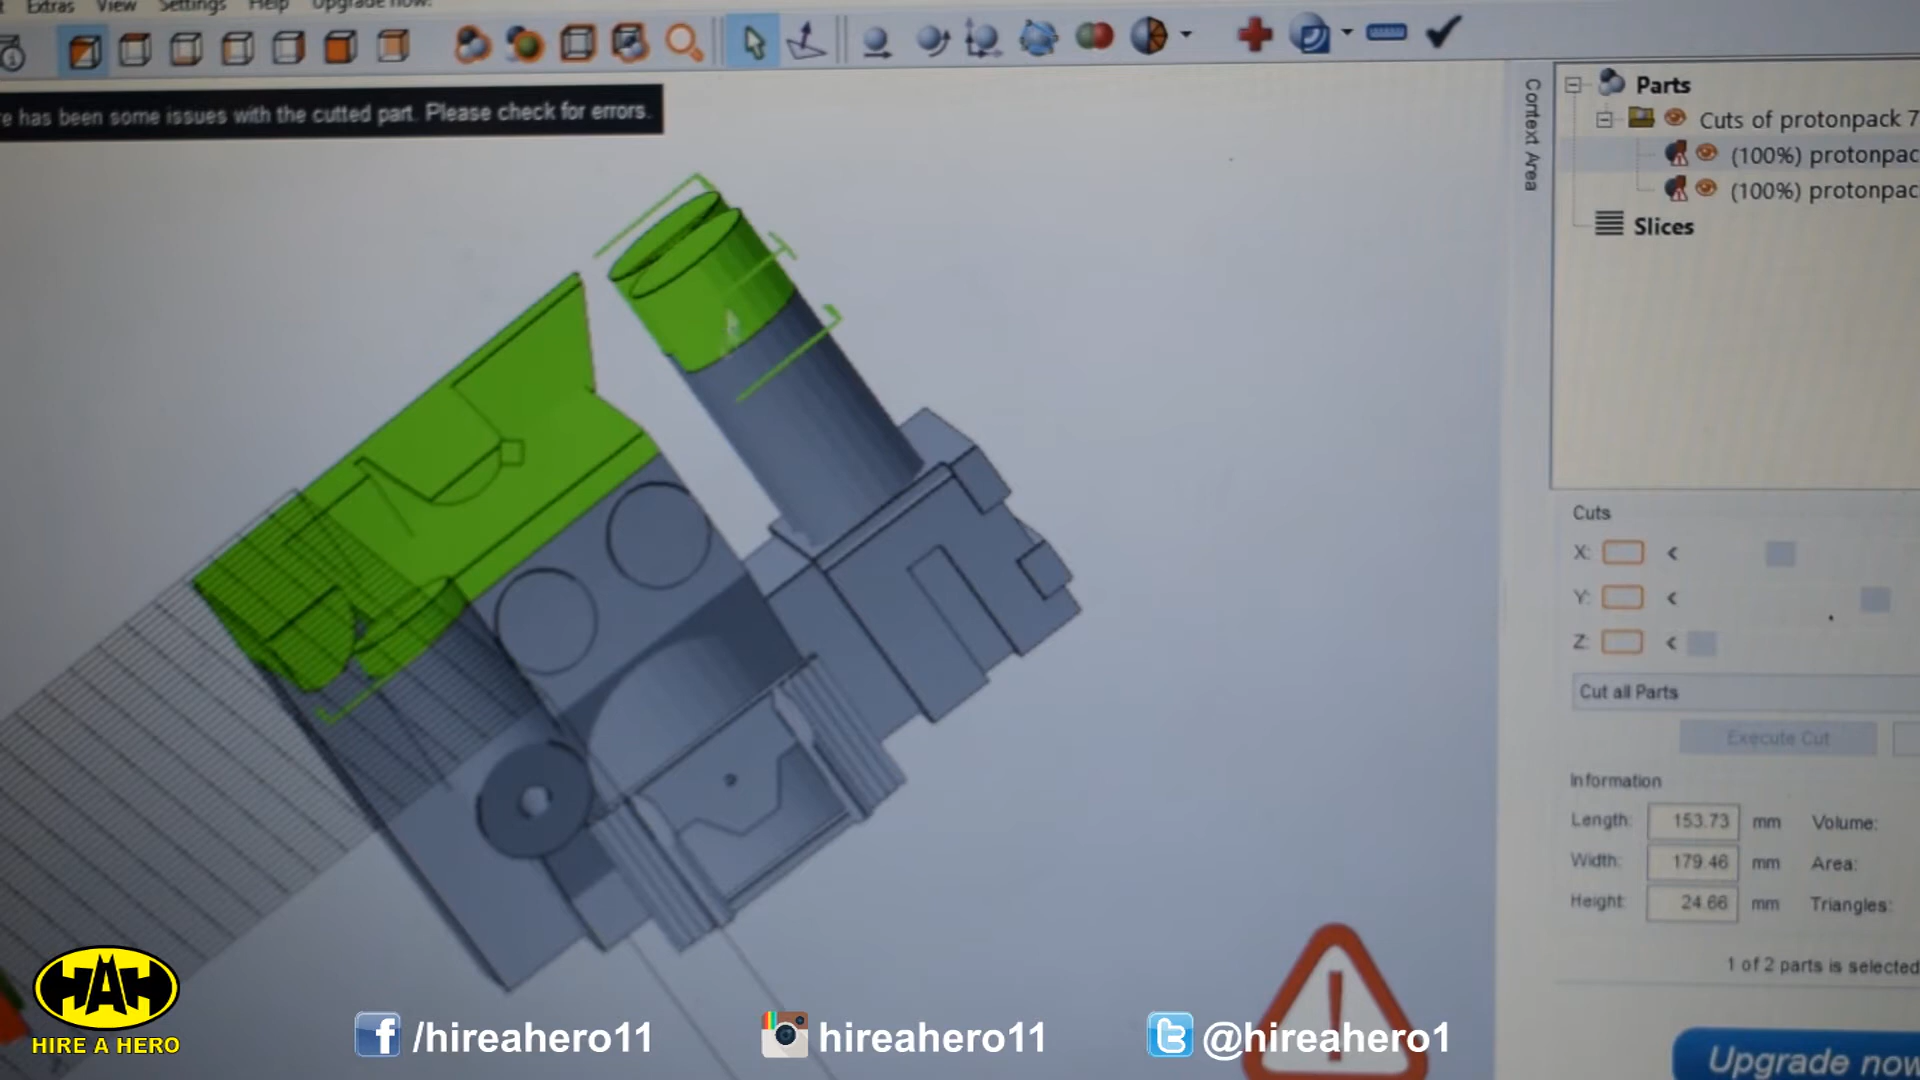 Extras View Settings Help Upgrade now!
e has been some issues with the cutted part. Please check for errors.
Context Area
Parts
Cuts of protonpack 7
(100%) protonpac
(100%) protonpac
Slices
Cuts
X: <
Y: <
Z: <
Cut all Parts
Execute Cut
Information
Length: 153.73 mm Volume:
Width: 179.46 mm Area:
Height: 24.66 mm Triangles:
1 of 2 parts is selected
Upgrade now
HAH
HIRE A HERO
f /hireahero11
hireahero11
@hireahero1